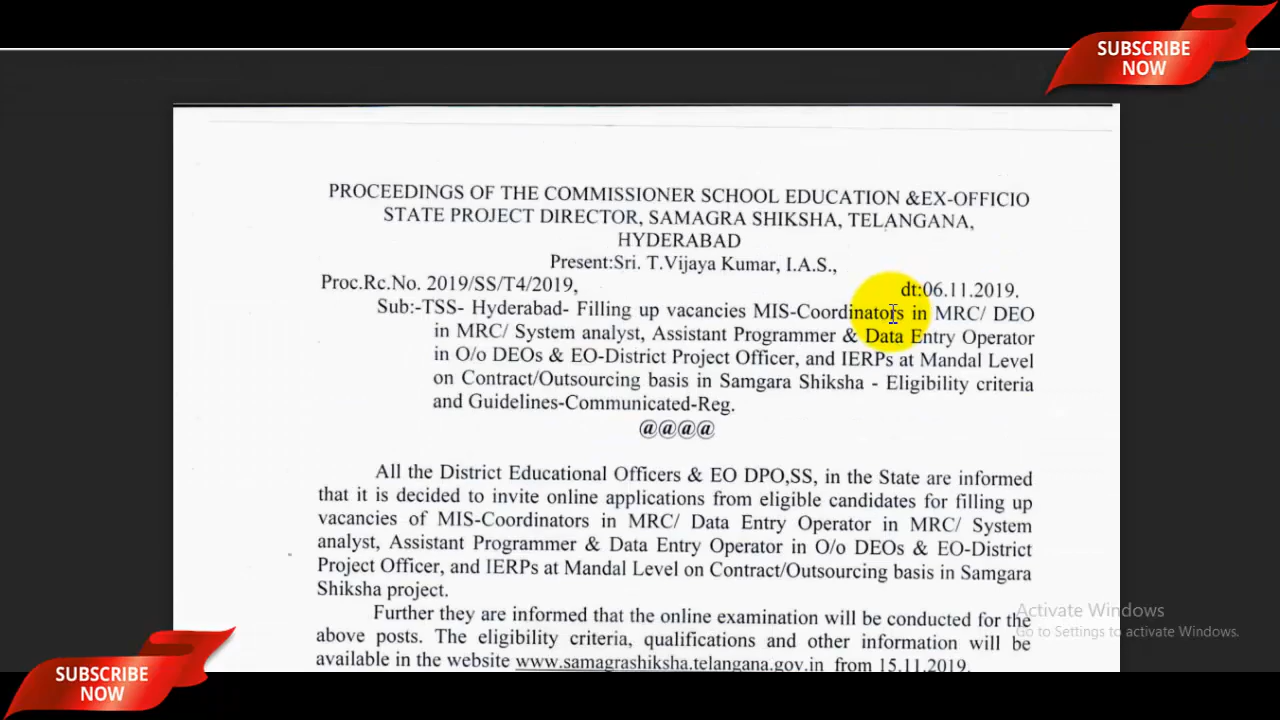 SUBSCRIBE
NOW
PROCEEDINGS OF THE COMMISSIONER SCHOOL EDUCATION &EX-OFFICIO
STATE PROJECT DIRECTOR, SAMAGRA SHIKSHA, TELANGANA,
HYDERABAD
Present:Sri. T.Vijaya Kumar, I.A.S.,
Proc.Rc.No. 2019/SS/T4/2019, dt:06.11.2019.
Sub:-TSS- Hyderabad- Filling up vacancies MIS-Coordinators in MRC/ DEO
in MRC/ System analyst, Assistant Programmer & Data Entry Operator
in O/o DEOs & EO-District Project Officer, and IERPs at Mandal Level
on Contract/Outsourcing basis in Samgara Shiksha - Eligibility criteria
and Guidelines-Communicated-Reg.
@@@@
All the District Educational Officers & EO DPO,SS, in the State are informed
that it is decided to invite online applications from eligible candidates for filling up
vacancies of MIS-Coordinators in MRC/ Data Entry Operator in MRC/ System
analyst, Assistant Programmer & Data Entry Operator in O/o DEOs & EO-District
Project Officer, and IERPs at Mandal Level on Contract/Outsourcing basis in Samgara
Shiksha project.
Further they are informed that the online examination will be conducted for the
above posts. The eligibility criteria, qualifications and other information will be
available in the website www.samagrashiksha.telangana.gov.in from 15.11.2019.
Activate Windows
Go to Settings to activate Windows.
SUBSCRIBE
NOW